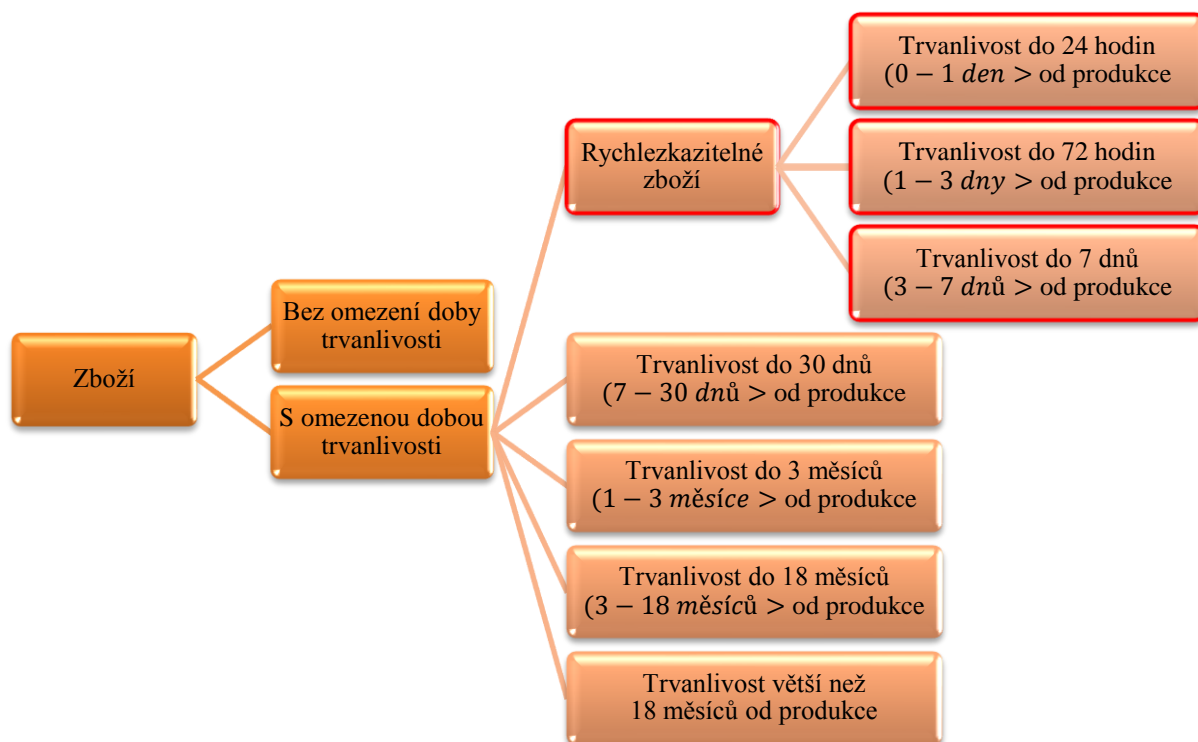 Zboží
Bez omezení doby
trvanlivosti
S omezenou dobou
trvanlivosti
Rychlezkazitelné
zboží
Trvanlivost do 24 hodin
(0 − 1 den > od produkce
Trvanlivost do 72 hodin
(1 − 3 dny > od produkce
Trvanlivost do 7 dnů
(3 − 7 dnů > od produkce
Trvanlivost do 30 dnů
(7 − 30 dnů > od produkce
Trvanlivost do 3 měsíců
(1 − 3 měsíce > od produkce
Trvanlivost do 18 měsíců
(3 − 18 měsíců > od produkce
Trvanlivost větší než
18 měsíců od produkce